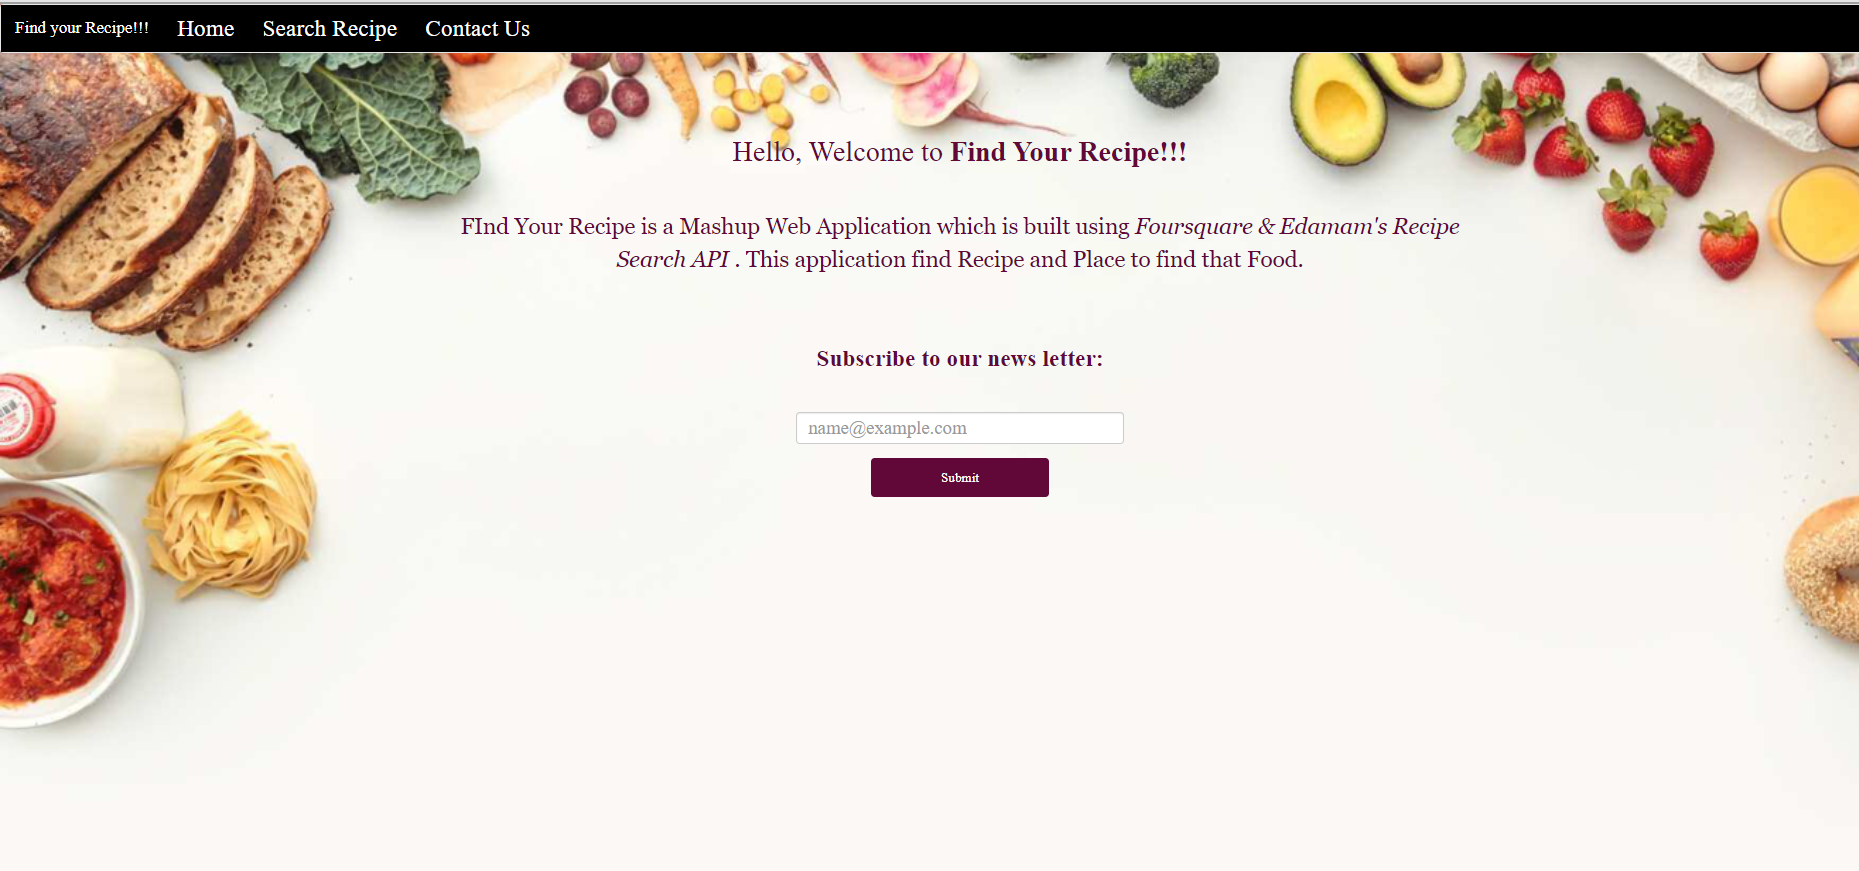 Find your Recipe!!! Home Search Recipe Contact Us
Hello, Welcome to Find Your Recipe!!!
FInd Your Recipe is a Mashup Web Application which is built using Foursquare & Edamam's Recipe
Search API . This application find Recipe and Place to find that Food.
Subscribe to our news letter:
name@example.com
Submit